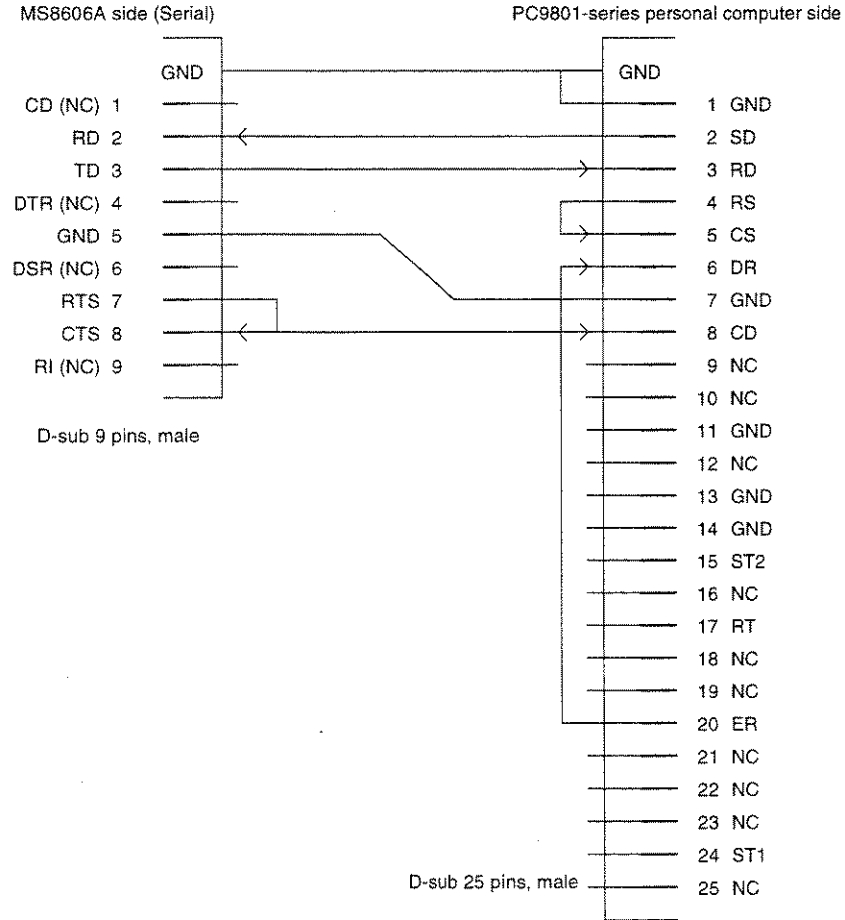 MS8606A side (Serial)
PC9801-series personal computer side
GND
GND
CD (NC) 1
1 GND
RD 2
2 SD
TD 3
3 RD
DTR (NC) 4
4 RS
GND 5
5 CS
DSR (NC) 6
6 DR
RTS 7
7 GND
CTS 8
8 CD
RI (NC) 9
9 NC
10 NC
D-sub 9 pins, male
11 GND
12 NC
13 GND
14 GND
15 ST2
16 NC
17 RT
18 NC
19 NC
20 ER
21 NC
22 NC
23 NC
24 ST1
D-sub 25 pins, male
25 NC